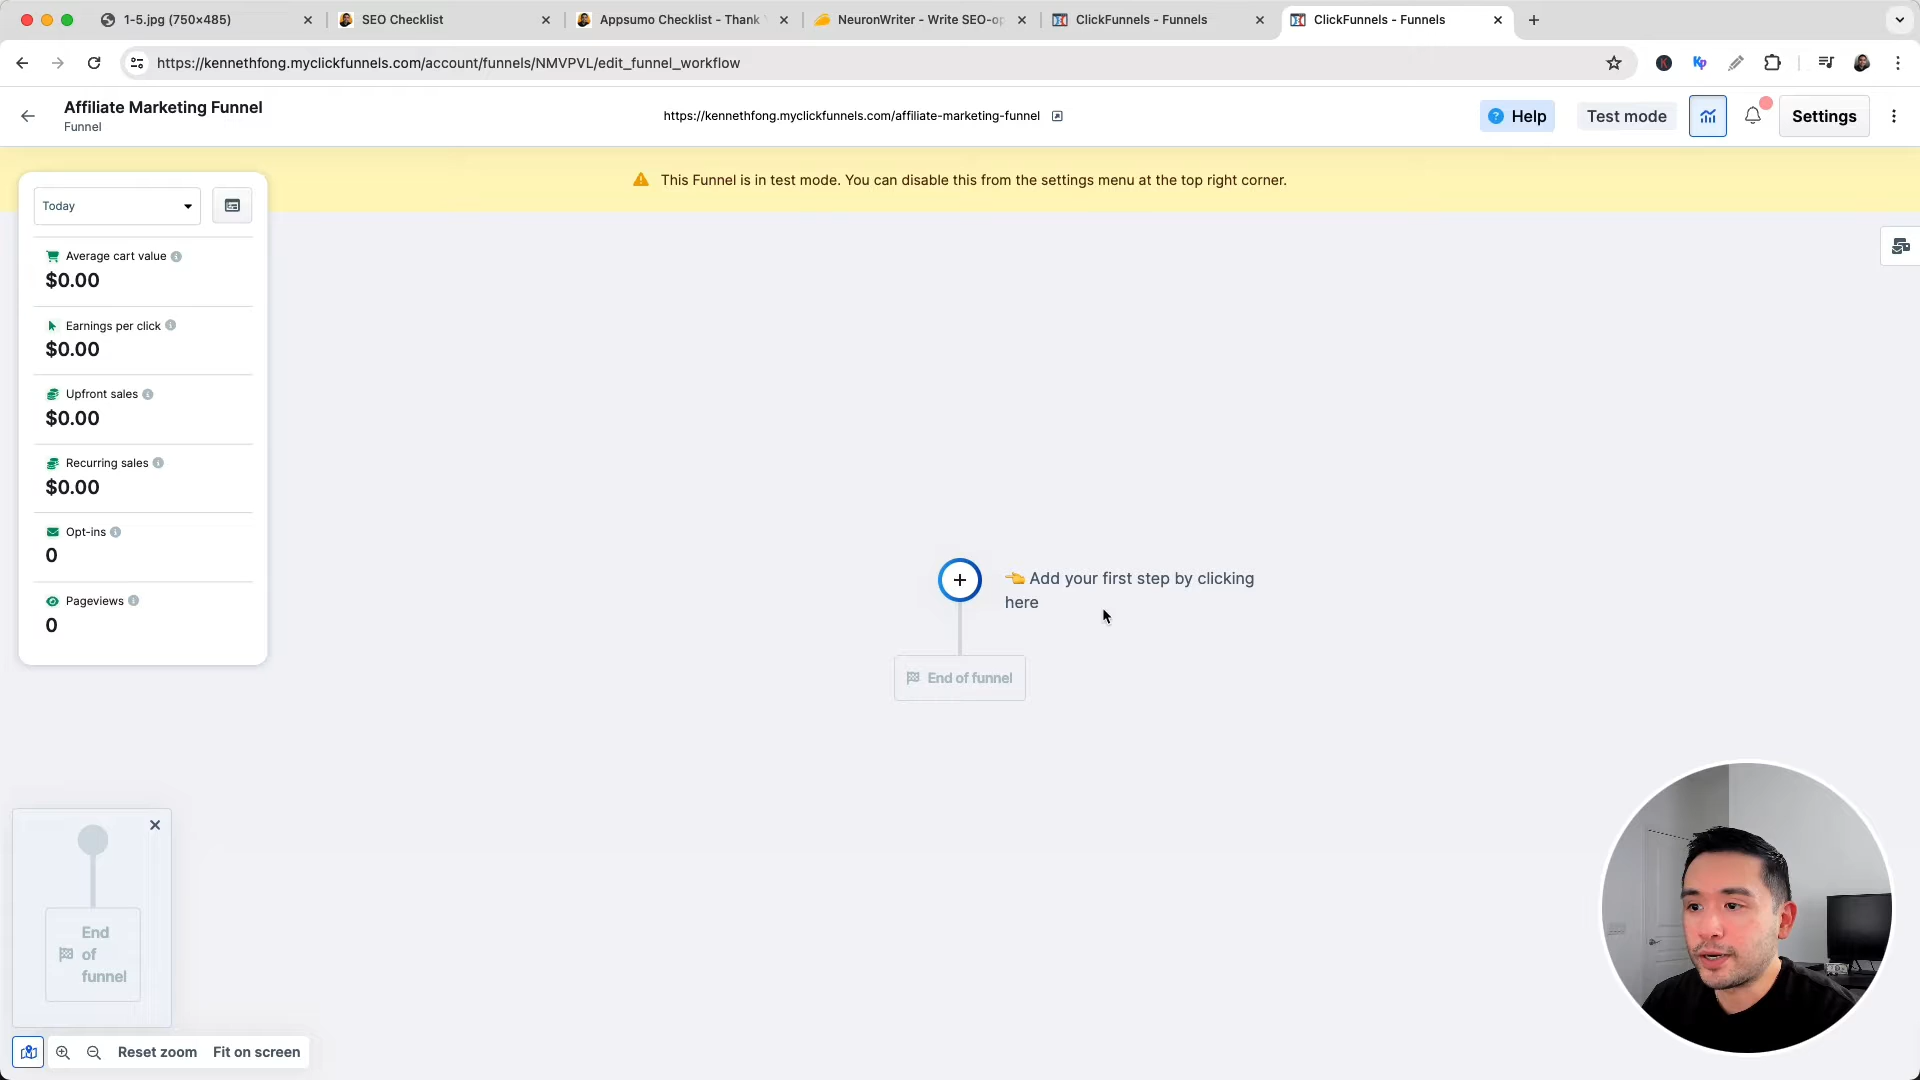 1-5.jpg (750×485)
SEO Checklist
Appsumo Checklist - Thank
NeuronWriter - Write SEO-op
ClickFunnels - Funnels
ClickFunnels - Funnels
https://kennethfong.myclickfunnels.com/account/funnels/NMVPVL/edit_funnel_workflow
Affiliate Marketing Funnel
Funnel
https://kennethfong.myclickfunnels.com/affiliate-marketing-funnel
Help
Test mode
Settings
This Funnel is in test mode. You can disable this from the settings menu at the top right corner.
Today
Average cart value
$0.00
Earnings per click
$0.00
Upfront sales
$0.00
Recurring sales
$0.00
Opt-ins
0
Pageviews
0
Add your first step by clicking
here
End of funnel
End
of
funnel
Reset zoom
Fit on screen